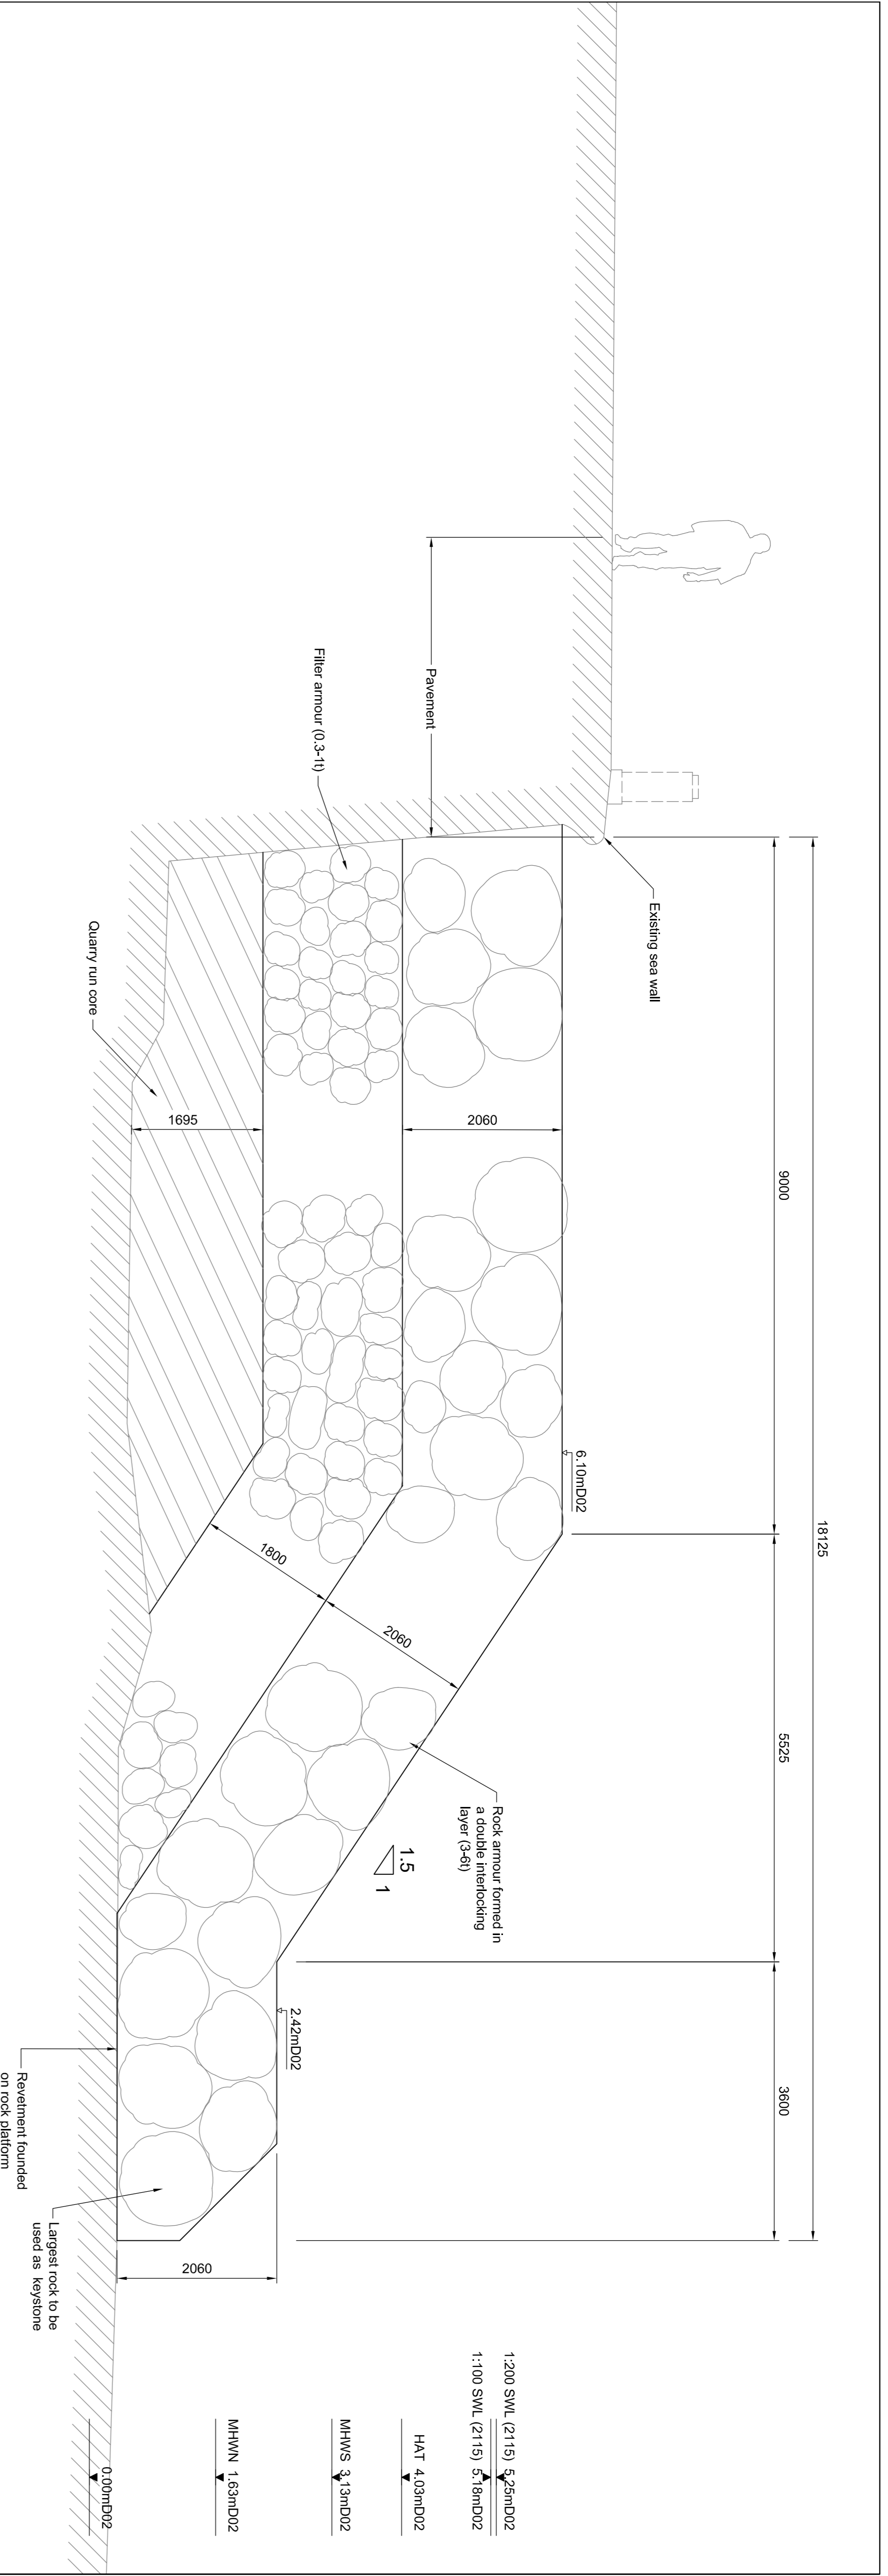 18125
9000
5525
3600
Existing sea wall
6.10mD02
Pavement
2060
1695
Filter armour (0.3-1t)
Quarry run core
1800
2060
Rock armour formed in
a double interlocking
layer (3-6t)
1.5
1
2.42mD02
2060
Revetment founded
on rock platform
Largest rock to be
used as keystone
1:200 SWL (2115) 5.25mD02
1:100 SWL (2115) 5.18mD02
HAT 4.03mD02
MHWS 3.13mD02
MHWN 1.63mD02
0.00mD02